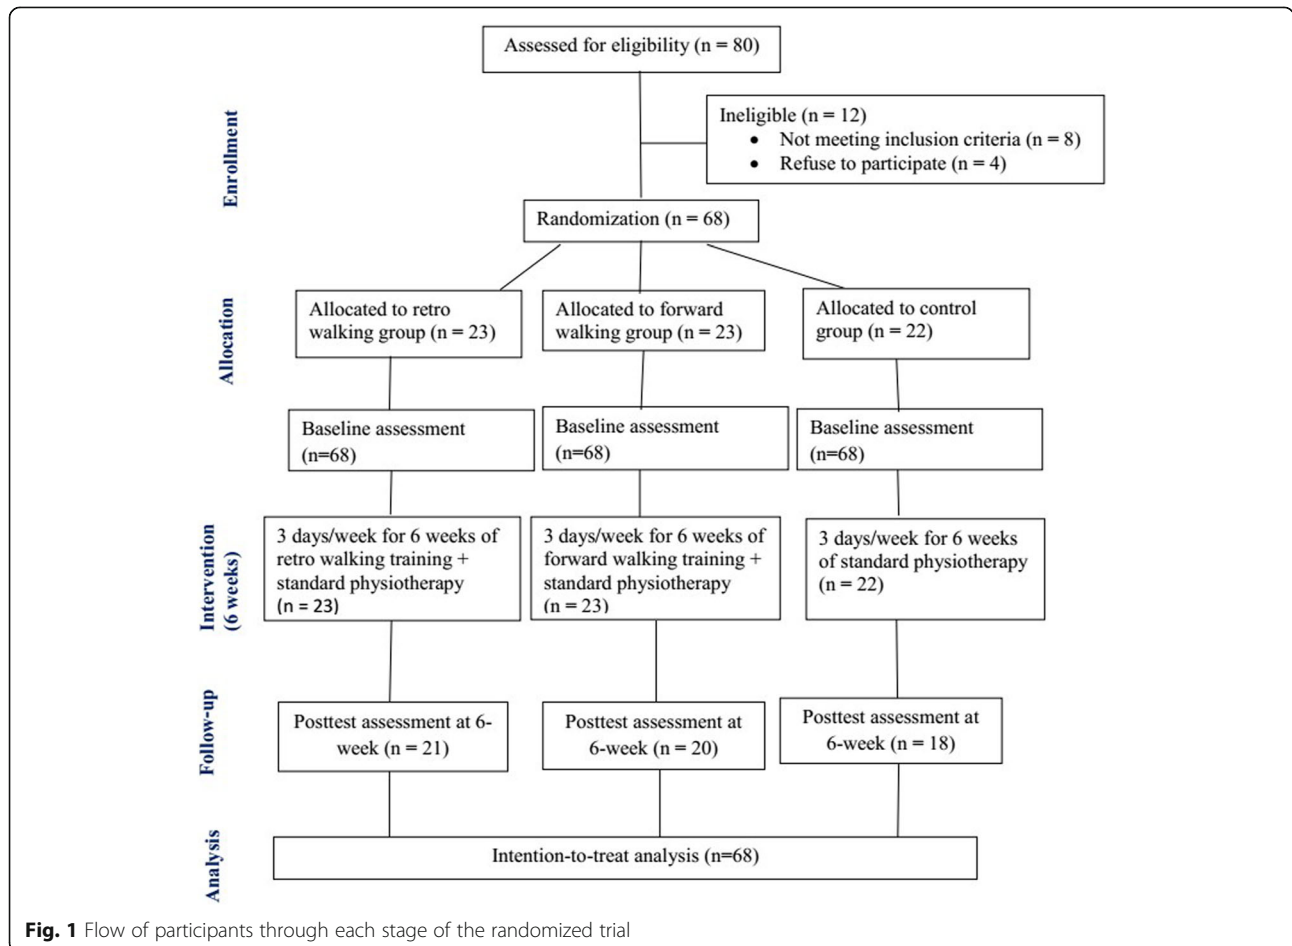 Assessed for eligibility (n = 80)
Enrollment
Ineligible (n = 12)
• Not meeting inclusion criteria (n = 8)
• Refuse to participate (n = 4)
Randomization (n = 68)
Allocation
Allocated to retro
walking group (n = 23)
Allocated to forward
walking group (n = 23)
Allocated to control
group (n = 22)
Baseline assessment
(n=68)
Baseline assessment
(n=68)
Baseline assessment
(n=68)
Intervention
(6 weeks)
3 days/week for 6 weeks of
retro walking training +
standard physiotherapy
(n = 23)
3 days/week for 6 weeks of
forward walking training +
standard physiotherapy
(n = 23)
3 days/week for 6 weeks
of standard physiotherapy
(n = 22)
Follow-up
Posttest assessment at 6-
week (n = 21)
Posttest assessment at
6-week (n = 20)
Posttest assessment at
6-week (n = 18)
Analysis
Intention-to-treat analysis (n=68)
Fig. 1 Flow of participants through each stage of the randomized trial